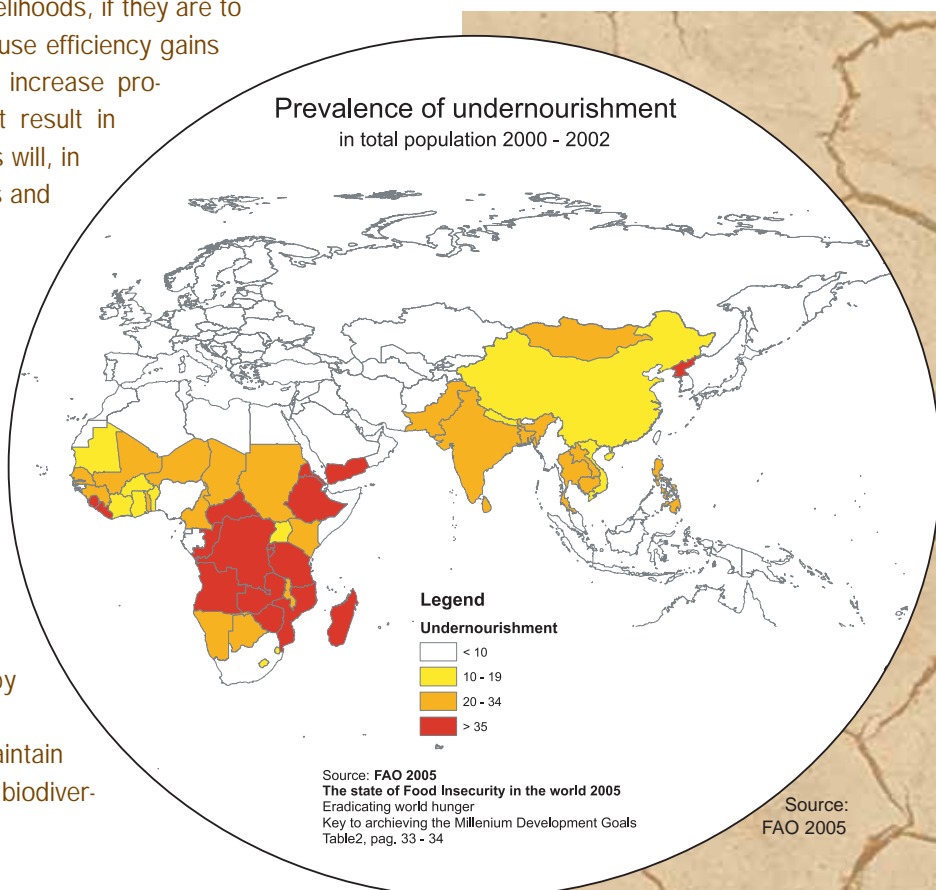 elihoods, if they are to
use efficiency gains
increase pro-
t result in
s will, in
s and
by
aintain
biodiver-
Prevalence of undernourishment
in total population 2000 - 2002
Legend
Undernourishment
< 10
10 - 19
20 - 34
> 35
Source: FAO 2005
The state of Food Insecurity in the world 2005
Eradicating world hunger
Key to archieving the Millenium Development Goals
Table2, pag. 33 - 34
Source:
FAO 2005